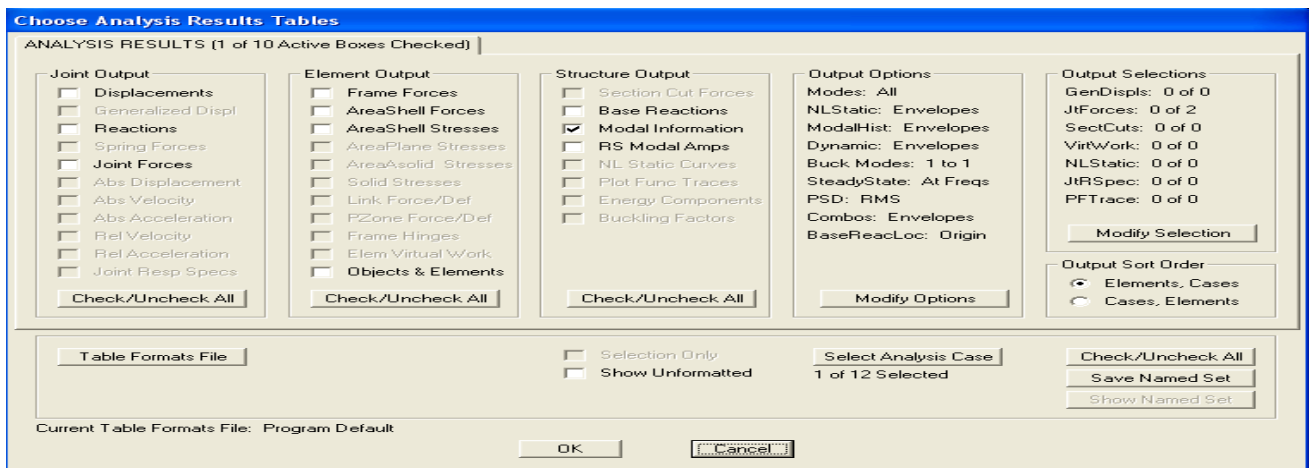 Choose Analysis Results Tables
ANALYSIS RESULTS (1 of 10 Active Boxes Checked)
Joint Output
Displacements
Generalized Displ
Reactions
Spring Forces
Joint Forces
Abs Displacement
Abs Velocity
Abs Acceleration
Rel Velocity
Rel Acceleration
Joint Resp Specs
Check/Uncheck All
Element Output
Frame Forces
AreaShell Forces
AreaShell Stresses
AreaPlane Stresses
AreaAsolid Stresses
Solid Stresses
Link Force/Def
PZone Force/Def
Frame Hinges
Elem Virtual Work
Objects & Elements
Check/Uncheck All
Structure Output
Section Cut Forces
Base Reactions
Modal Information
RS Modal Amps
NL Static Curves
Plot Func Traces
Energy Components
Buckling Factors
Check/Uncheck All
Output Options
Modes: All
NLStatic: Envelopes
ModalHist: Envelopes
Dynamic: Envelopes
Buck Modes: 1 to 1
SteadyState: At Freqs
PSD: RMS
Combos: Envelopes
BaseReacLoc: Origin
Modify Options
Output Selections
GenDispls: 0 of 0
JtForces: 0 of 2
SectCuts: 0 of 0
VirtWork: 0 of 0
NLStatic: 0 of 0
JtRSpec: 0 of 0
PFTrace: 0 of 0
Modify Selection
Output Sort Order
Elements, Cases
Cases, Elements
Table Formats File
Selection Only
Show Unformatted
Select Analysis Case
1 of 12 Selected
Check/Uncheck All
Save Named Set
Show Named Set
Current Table Formats File: Program Default
OK
Cancel